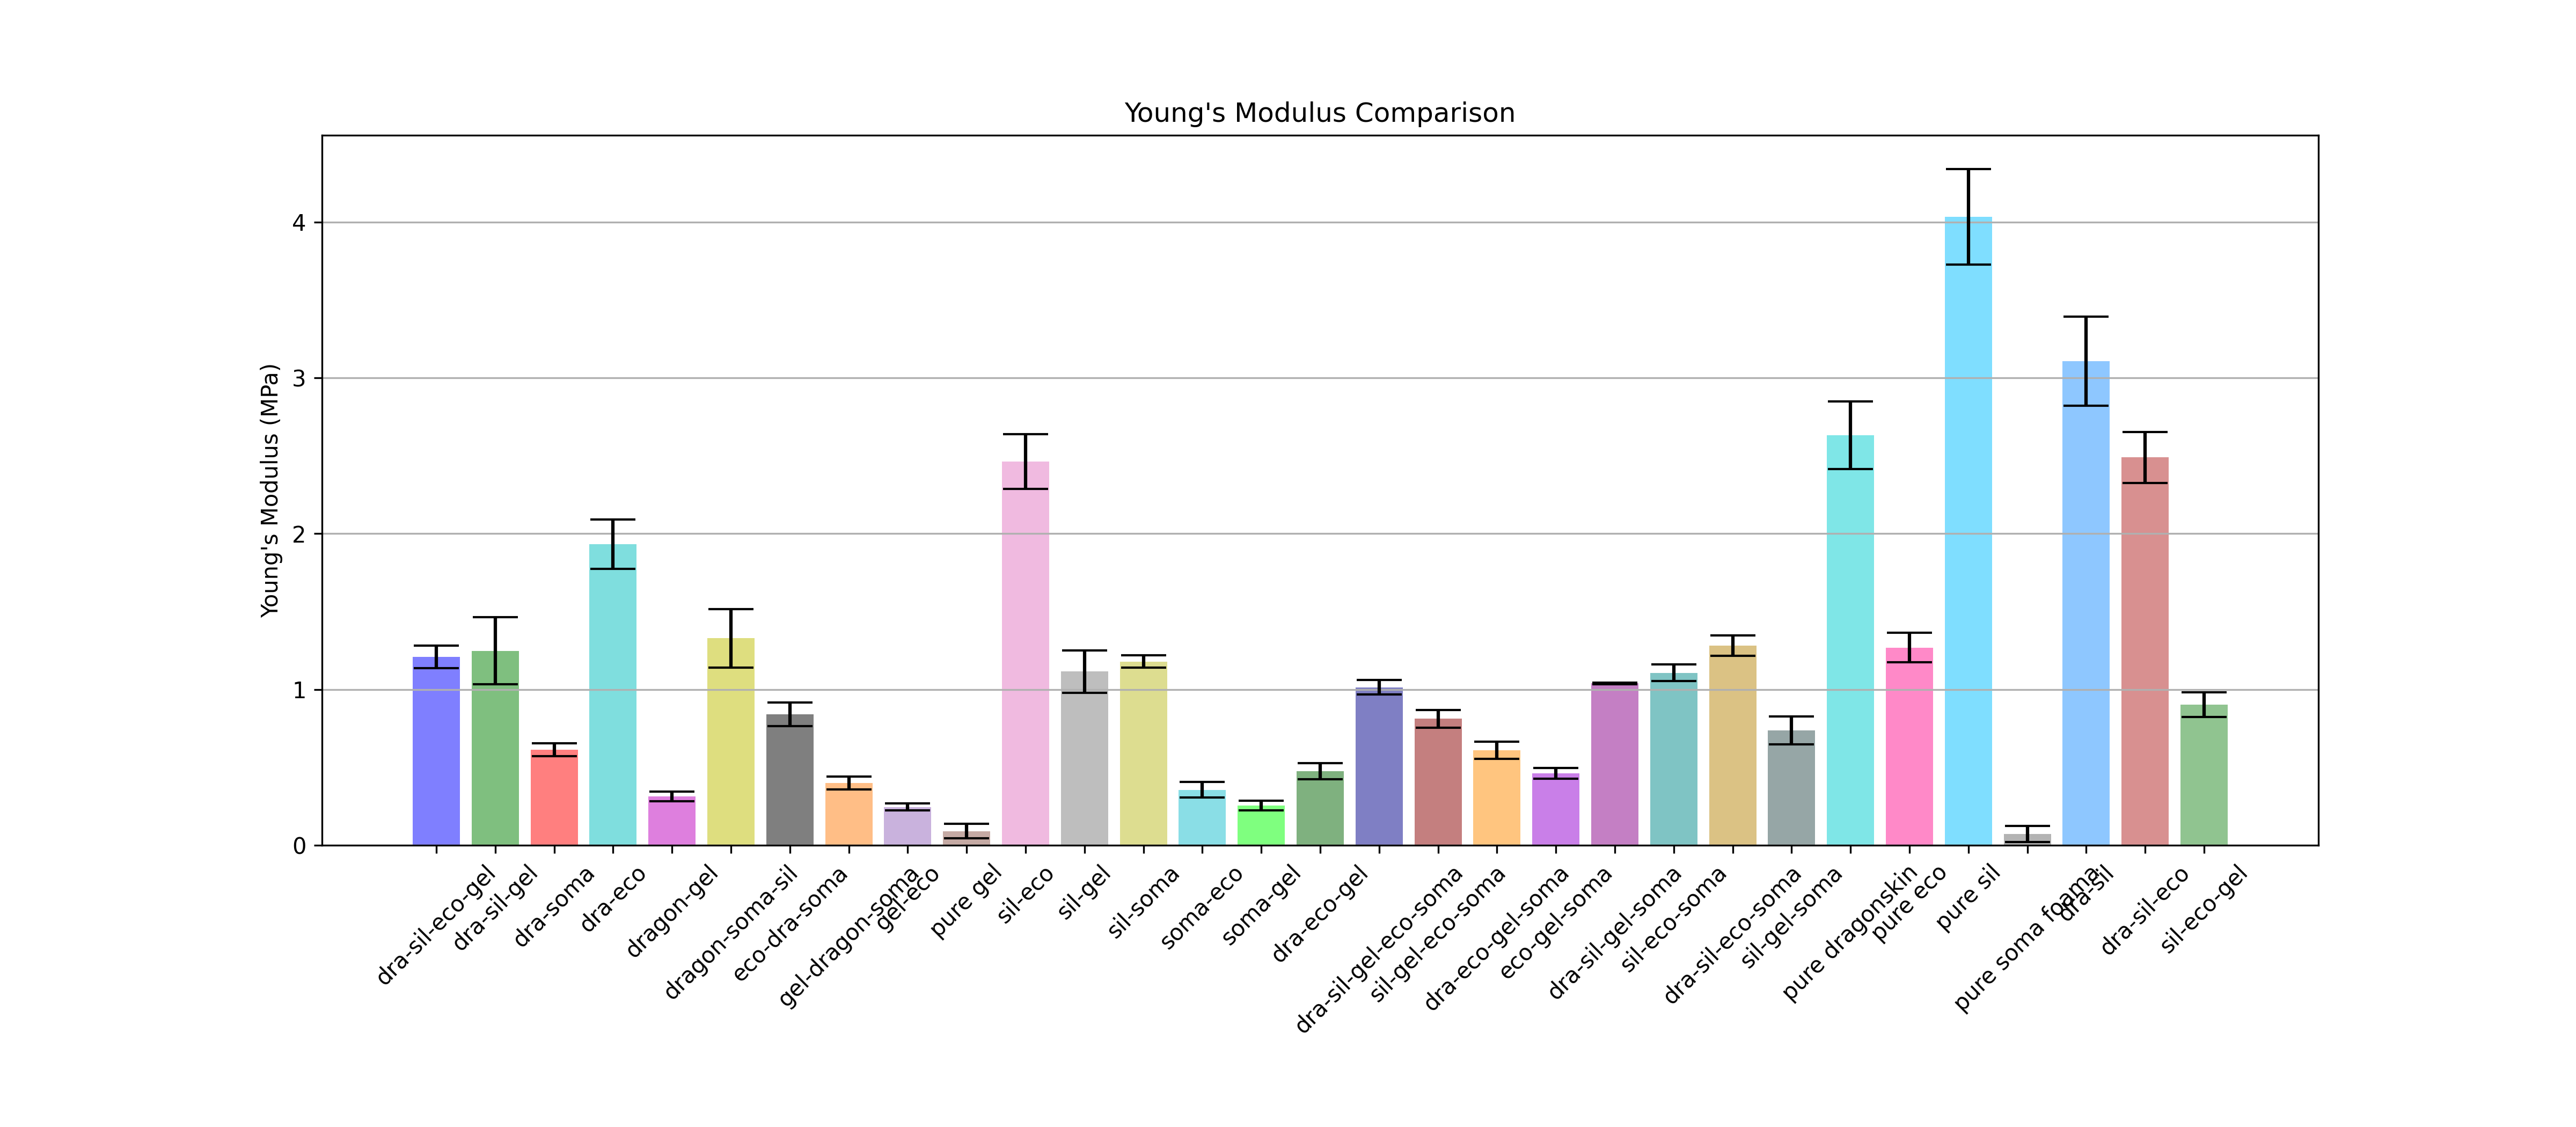 Young's Modulus Comparison
Young's Modulus (MPa)
4
3
2
1
0
dra-sil-eco-gel
dra-sil-gel
dra-soma
dra-eco
dragon-gel
dragon-soma-sil
eco-dra-soma
gel-dragon-soma
gel-eco
pure gel
sil-eco
sil-gel
sil-soma
soma-eco
soma-gel
dra-eco-gel
dra-sil-gel-eco-soma
sil-gel-eco-soma
dra-eco-gel-soma
eco-gel-soma
dra-sil-gel-soma
sil-eco-soma
dra-sil-eco-soma
sil-gel-soma
pure dragonskin
pure eco
pure sil
pure soma foama
dra-sil
dra-sil-eco
sil-eco-gel